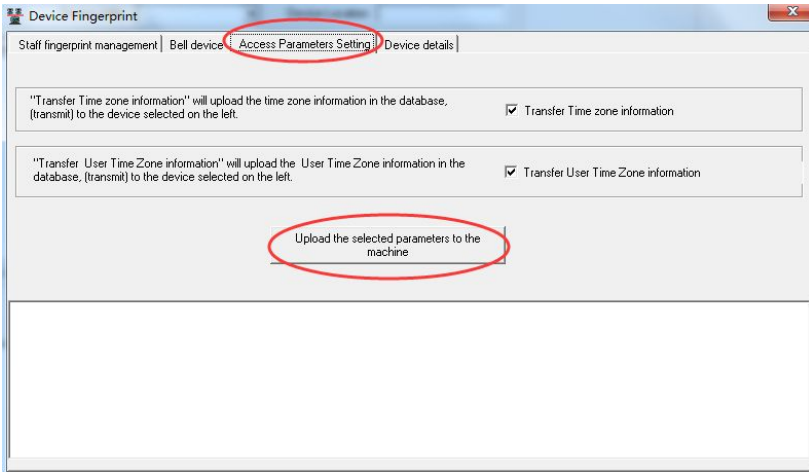 Device Fingerprint
Staff fingerprint management Bell device Access Parameters Setting Device details
"Transfer Time zone information" will upload the time zone information in the database,
(transmit) to the device selected on the left.
Transfer Time zone information
"Transfer  User Time Zone information" will upload the  User Time Zone information in the
database, (transmit) to the device selected on the left.
Transfer User Time Zone information
Upload the selected parameters to the
machine